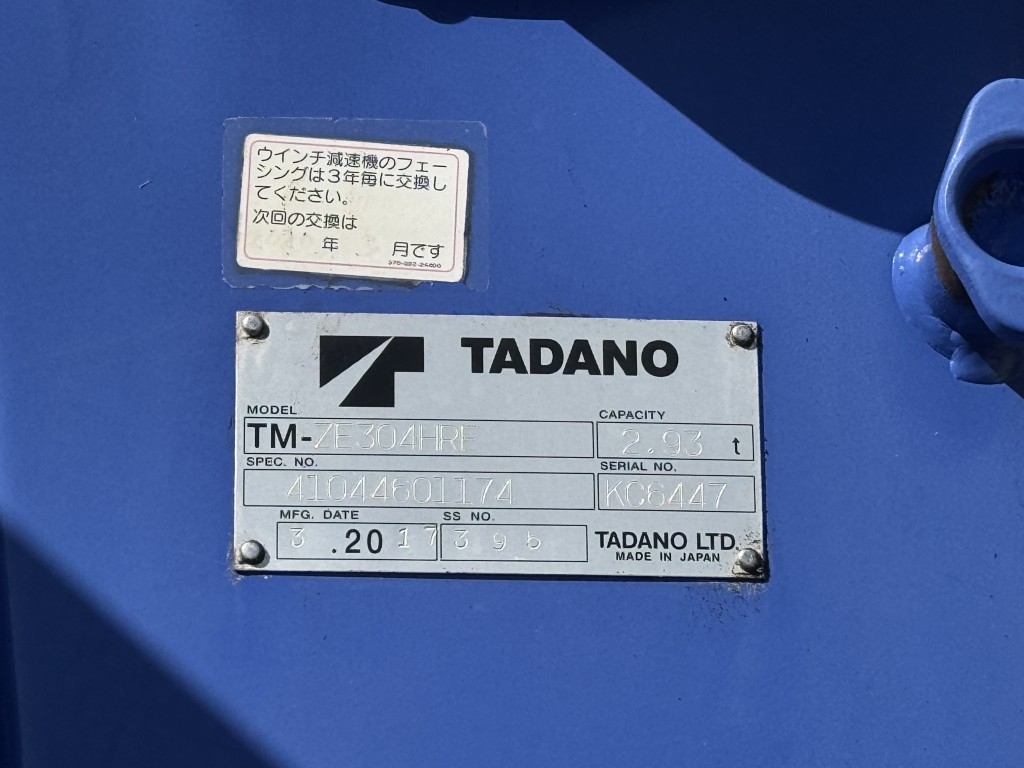 ウインチ減速機のフェー
シングは3年毎に交換し
てください。
次回の交換は
年 月です
TADANO
MODEL CAPACITY
TM-ZE304HRE 2.93 t
SPEC. NO. SERIAL NO.
41044601174 KC6447
MFG. DATE SS NO.
3 .2017 395
TADANO LTD.
MADE IN JAPAN